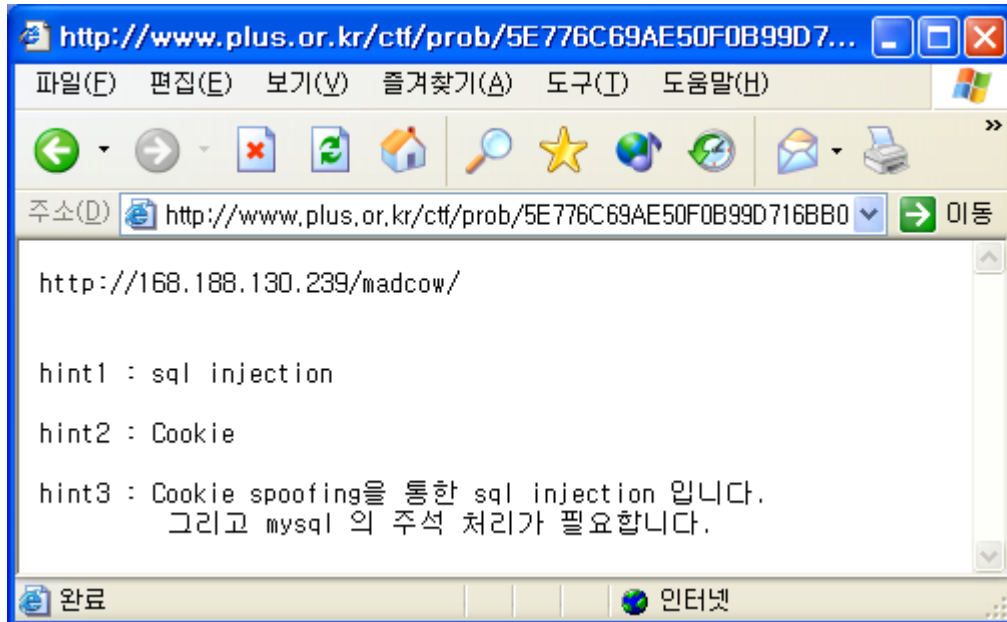 http://www.plus.or.kr/ctf/prob/5E776C69AE50F0B99D7...
파일(F) 편집(E) 보기(V) 즐겨찾기(A) 도구(T) 도움말(H)
»
주소(D) http://www.plus.or.kr/ctf/prob/5E776C69AE50F0B99D716BB0 이동
http://168.188.130.239/madcow/
hint1 : sql injection
hint2 : Cookie
hint3 : Cookie spoofing을 통한 sql injection 입니다.
그리고 mysql 의 주석 처리가 필요합니다.
완료 인터넷